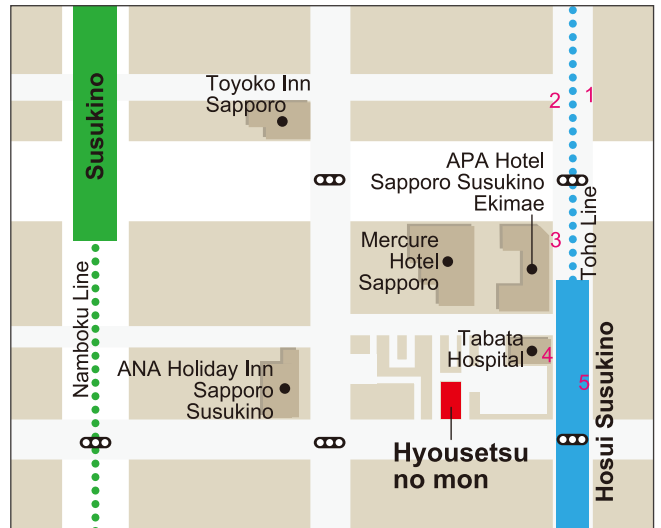 Susukino
Namboku Line
Toyoko Inn
Sapporo
2
1
APA Hotel
Sapporo Susukino
Ekimae
3
Toho Line
Mercure
Hotel
Sapporo
Tabata
Hospital
4
5
ANA Holiday Inn
Sapporo
Susukino
Hyousetsu
no mon
Hosui Susukino